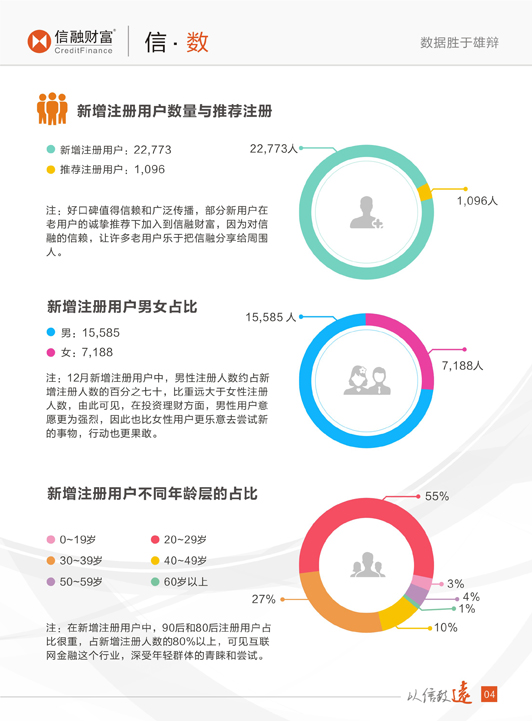 信融财富®
CreditFinance
信·数
数据胜于雄辩
新增注册用户数量与推荐注册
新增注册用户：22,773
推荐注册用户：1,096
22,773人
1,096人
注：好口碑值得信赖和广泛传播，部分新用户在
老用户的诚挚推荐下加入到信融财富，因为对信
融的信赖，让许多老用户乐于把信融分享给周围
人。
新增注册用户男女占比
男：15,585
女：7,188
15,585 人
7,188人
注：12月新增注册用户中，男性注册人数约占新
增注册人数的百分之七十，比重远大于女性注册
人数，由此可见，在投资理财方面，男性用户意
愿更为强烈，因此也比女性用户更乐意去尝试新
的事物，行动也更果敢。
新增注册用户不同年龄层的占比
0~19岁
20~29岁
30~39岁
40~49岁
50~59岁
60岁以上
55%
3%
4%
1%
10%
27%
注：在新增注册用户中，90后和80后注册用户占
比很重，占新增注册人数的80%以上，可见互联
网金融这个行业，深受年轻群体的青睐和尝试。
以信致远
04